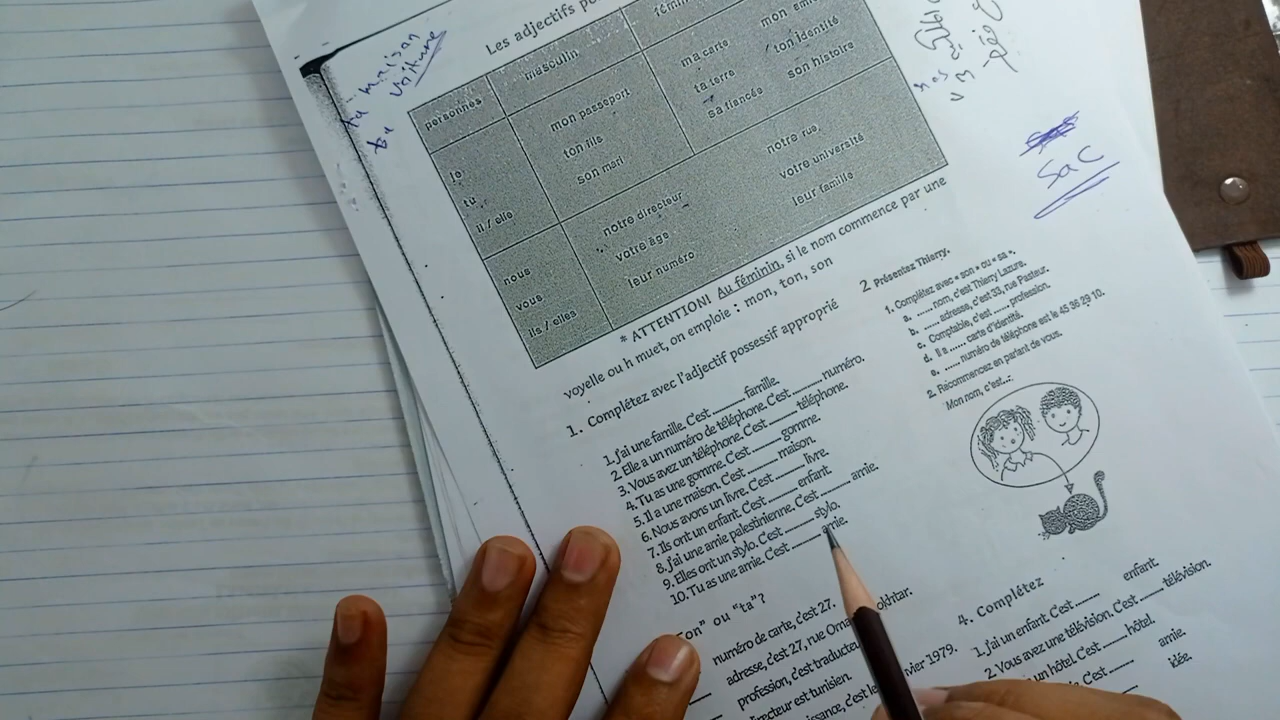 ta maison
ta voiture
Les adjectifs
personnes
masculin
je
tu
il / elle
mon passeport
ton fils
son mari
ma carte
ta terre
sa fiancée
mon
ton identité
son histoire
nous
vous
ils / elles
notre directeur
votre âge
leur numéro
notre rue
votre université
leur famille
* ATTENTION! Au féminin, si le nom commence par une
voyelle ou h muet, on emploie : mon, ton, son
1. Complétez avec l'adjectif possessif approprié
1. J'ai une famille. C'est ........ famille.
2. Elle a un numéro de téléphone. C'est ........ numéro.
3. Vous avez un téléphone. C'est ........ téléphone.
4. Tu as une gomme. C'est ........ gomme.
5. Il a une maison. C'est ........ maison.
6. Nous avons un livre. C'est ........ livre.
7. Ils ont un enfant. C'est ........ enfant.
8. J'ai une amie palestinienne. C'est ........ amie.
9. Elles ont un stylo. C'est ........ stylo.
10. Tu as une amie. C'est ........ amie.
sac
2. Présentez Thierry.
1. Complétez avec « son » ou « sa ».
a. ...... nom, c'est Thierry Lazure.
b. ...... adresse, c'est 33, rue Pasteur.
c. Comptable, c'est ...... profession.
d. Il a ...... carte d'identité.
e. ...... numéro de téléphone est le 45 36 29 10.
2. Recommencez en parlant de vous.
Mon nom, c'est...
ou "ta"?
numéro de carte, c'est 27.
adresse, c'est 27, rue
profession, c'est
est tunisien.
c'est le
1979.
4. Complétez
1. J'ai un enfant. C'est ........ enfant.
2. Vous avez une télévision. C'est ........ télévision.
un hôtel. C'est ........ hôtel.
C'est ........ amie.
idée.